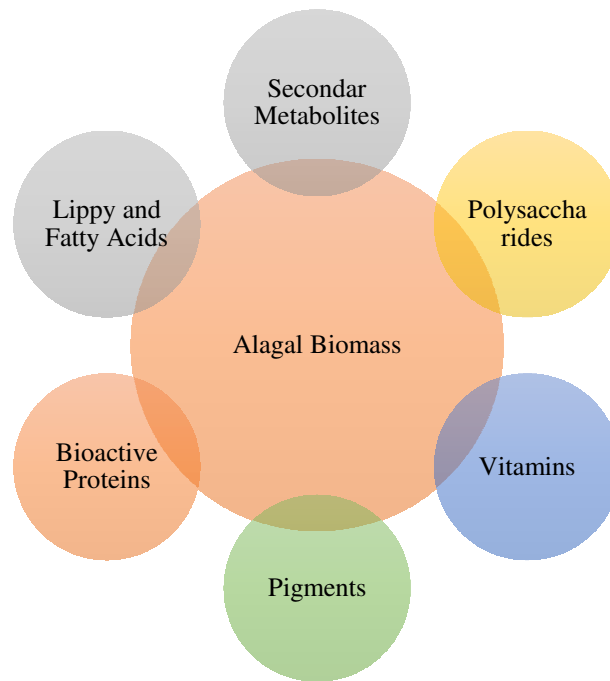 Secondar
Metabolites
Lippy and
Fatty Acids
Polysaccha
rides
Alagal Biomass
Bioactive
Proteins
Vitamins
Pigments